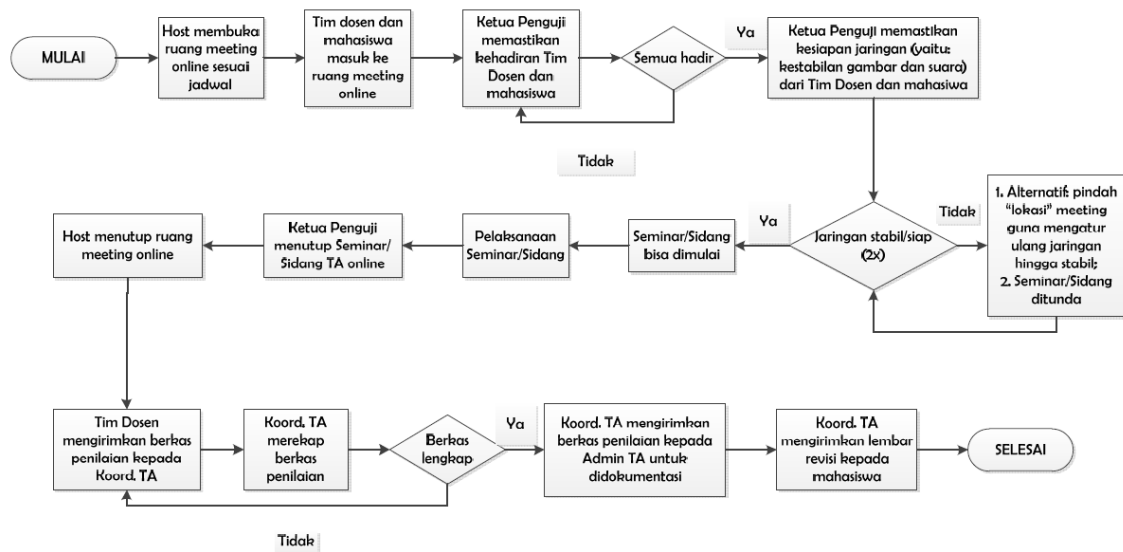 MULAI
Host membuka
ruang meeting
online sesuai
jadwal
Tim dosen dan
mahasiswa
masuk ke
ruang meeting
online
Ketua Penguji
memastikan
kehadiran Tim
Dosen dan
mahasiswa
Semua hadir
Ya
Tidak
Ketua Penguji memastikan
kesiapan jaringan (yaitu:
kestabilan gambar dan suara)
dari Tim Dosen dan mahasiwa
Jaringan stabil/siap
(2x)
Tidak
1. Alternatif: pindah
"lokasi" meeting
guna mengatur
ulang jaringan
hingga stabil;
2. Seminar/Sidang
ditunda
Ya
Seminar/Sidang
bisa dimulai
Pelaksanaan
Seminar/Sidang
Ketua Penguji
menutup Seminar/
Sidang TA online
Host menutup ruang
meeting online
Tim Dosen
mengirimkan berkas
penilaian kepada
Koord. TA
Koord. TA
merekap
berkas
penilaian
Berkas
lengkap
Ya
Tidak
Koord. TA mengirimkan
berkas penilaian kepada
Admin TA untuk
didokumentasi
Koord. TA
mengirimkan lembar
revisi kepada
mahasiswa
SELESAI